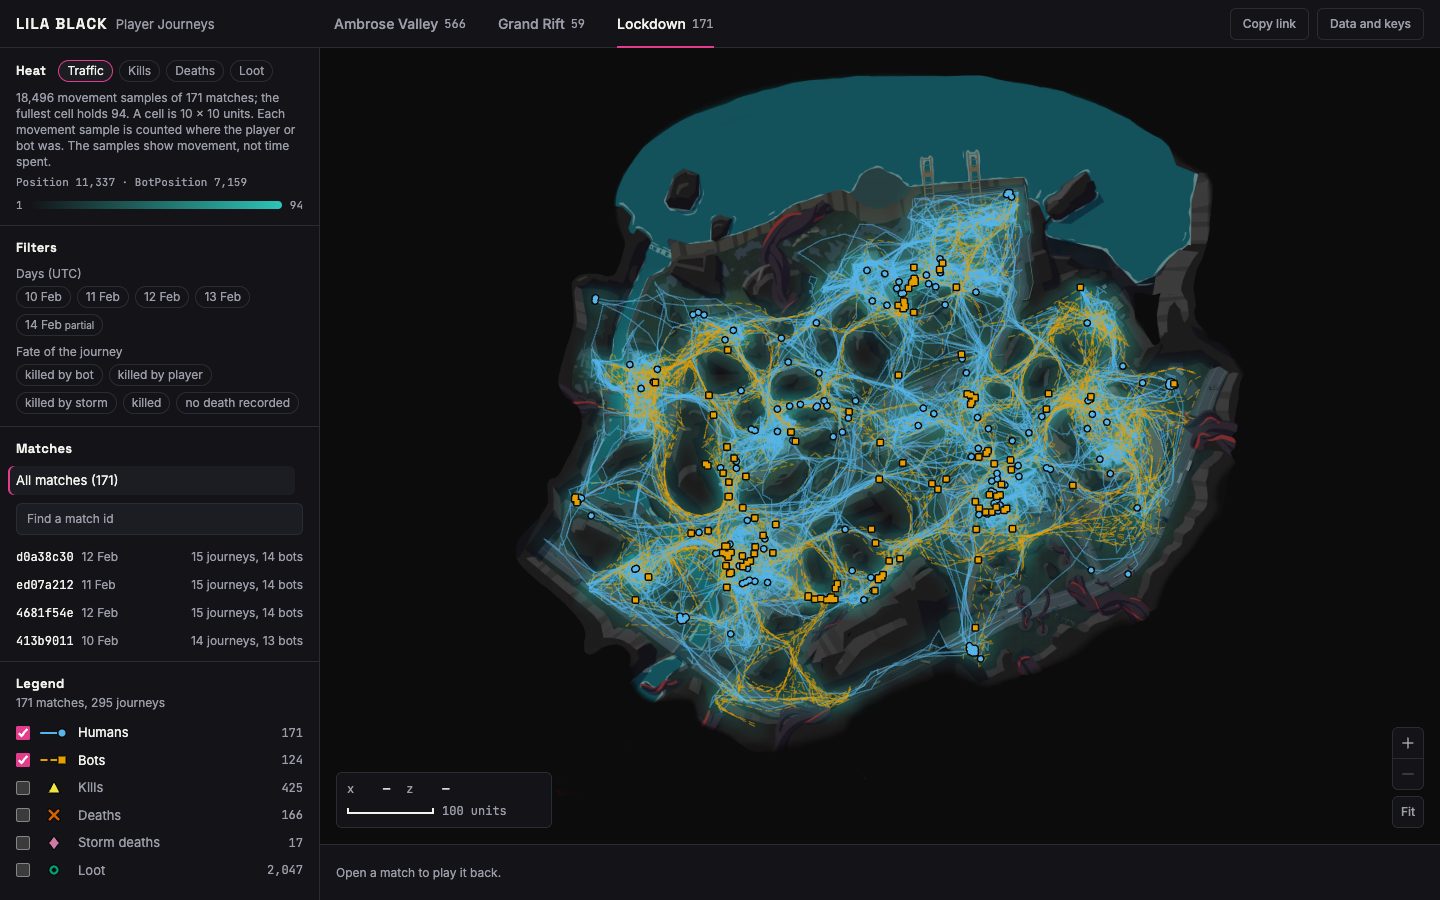 LILA BLACK Player Journeys
Ambrose Valley 566
Grand Rift 59
Lockdown 171
Copy link
Data and keys
Heat Traffic Kills Deaths Loot
18,496 movement samples of 171 matches; the
fullest cell holds 94. A cell is 10 × 10 units. Each
movement sample is counted where the player or
bot was. The samples show movement, not time
spent.
Position 11,337 · BotPosition 7,159
1 94
Filters
Days (UTC)
10 Feb 11 Feb 12 Feb 13 Feb
14 Feb partial
Fate of the journey
killed by bot killed by player
killed by storm killed no death recorded
Matches
All matches (171)
Find a match id
d0a38c30 12 Feb 15 journeys, 14 bots
ed07a212 11 Feb 15 journeys, 14 bots
4681f54e 12 Feb 15 journeys, 14 bots
413b9011 10 Feb 14 journeys, 13 bots
Legend
171 matches, 295 journeys
Humans 171
Bots 124
Kills 425
Deaths 166
Storm deaths 17
Loot 2,047
x – z –
100 units
+
−
Fit
Open a match to play it back.